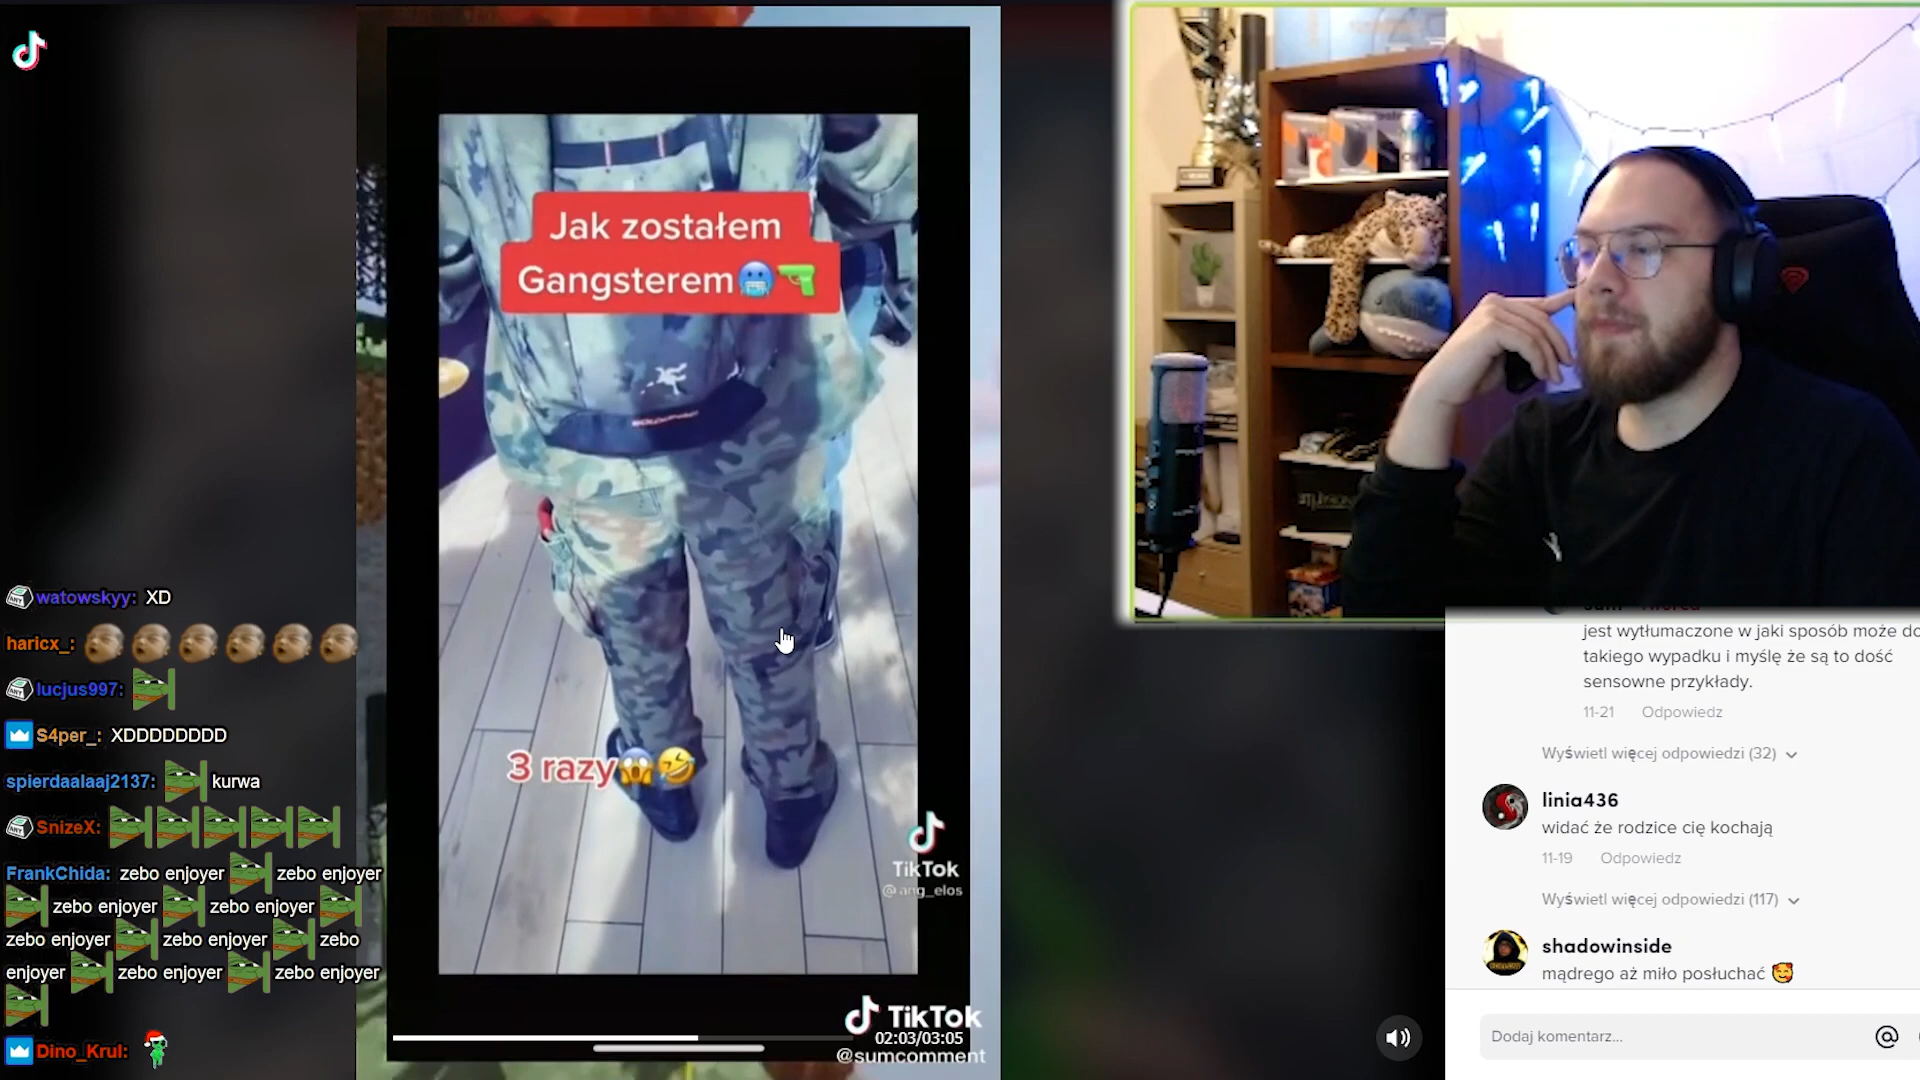 Jak zostałem
Gangsterem
3 razy
TikTok
@ang_elos
TikTok
02:03/03:05
@sumcomment
watowskyy: XD
haricx_:
lucjus997:
S4per_: XDDDDDDDD
spierdaalaaj2137: kurwa
SnizeX:
FrankChida: zebo enjoyer zebo enjoyer
zebo enjoyer zebo enjoyer
zebo enjoyer zebo enjoyer zebo
enjoyer zebo enjoyer zebo enjoyer
Dino_Krul:
jest wytłumaczone w jaki sposób może do
takiego wypadku i myślę że są to dość
sensowne przykłady.
11-21 Odpowiedz
Wyświetl więcej odpowiedzi (32)
linia436
widać że rodzice cię kochają
11-19 Odpowiedz
Wyświetl więcej odpowiedzi (117)
shadowinside
mądrego aż miło posłuchać
Dodaj komentarz...
@